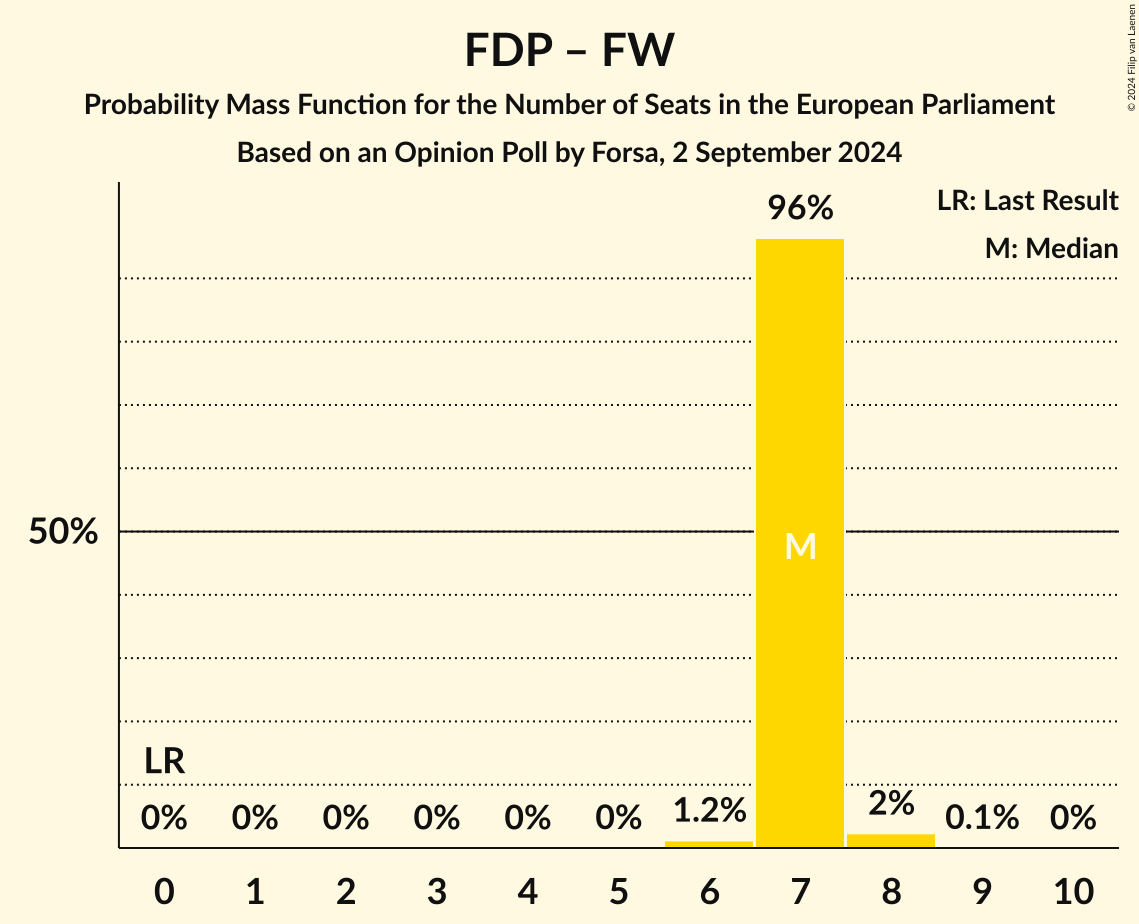 FDP – FW
Probability Mass Function for the Number of Seats in the European Parliament
Based on an Opinion Poll by Forsa, 2 September 2024
© 2024 Filip van Laenen
LR: Last Result
M: Median
96%
50%
M
LR
0% 0% 0% 0% 0% 0% 1.2% 2% 0.1% 0%
0 1 2 3 4 5 6 7 8 9 10